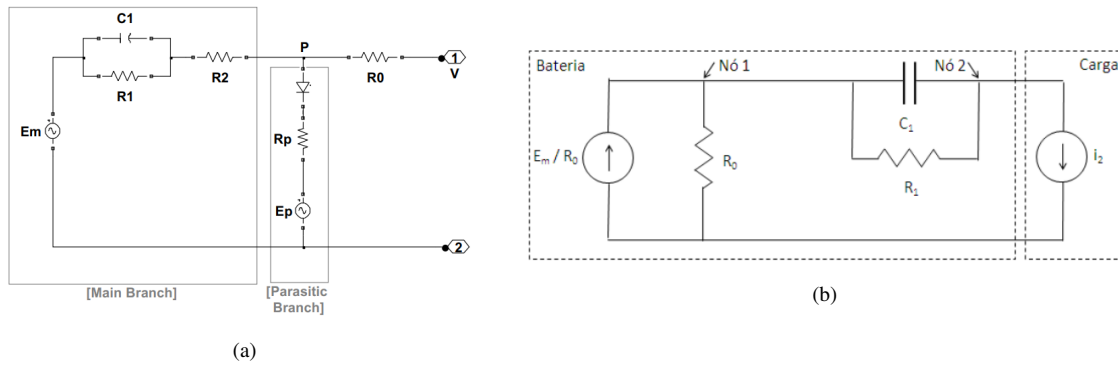 C1
R1
R2
P
R0
1
V
Em
Rp
Ep
2
[Main Branch]
[Parasitic
Branch]
(a)
Bateria
Nó 1
Nó 2
Carga
C₁
Eₘ / R₀
R₀
R₁
i₂
(b)